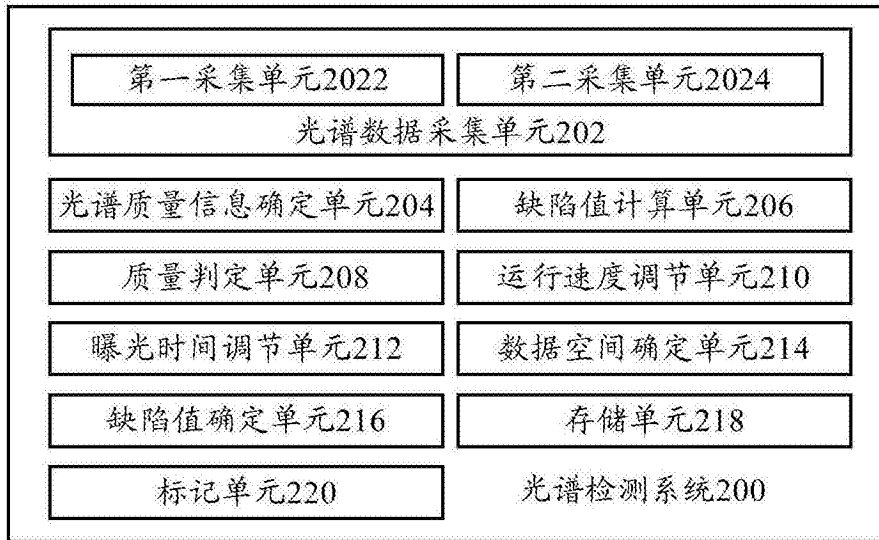 第一采集单元2022 第二采集单元2024
光谱数据采集单元202
光谱质量信息确定单元204 缺陷值计算单元206
质量判定单元208 运行速度调节单元210
曝光时间调节单元212 数据空间确定单元214
缺陷值确定单元216 存储单元218
标记单元220 光谱检测系统200